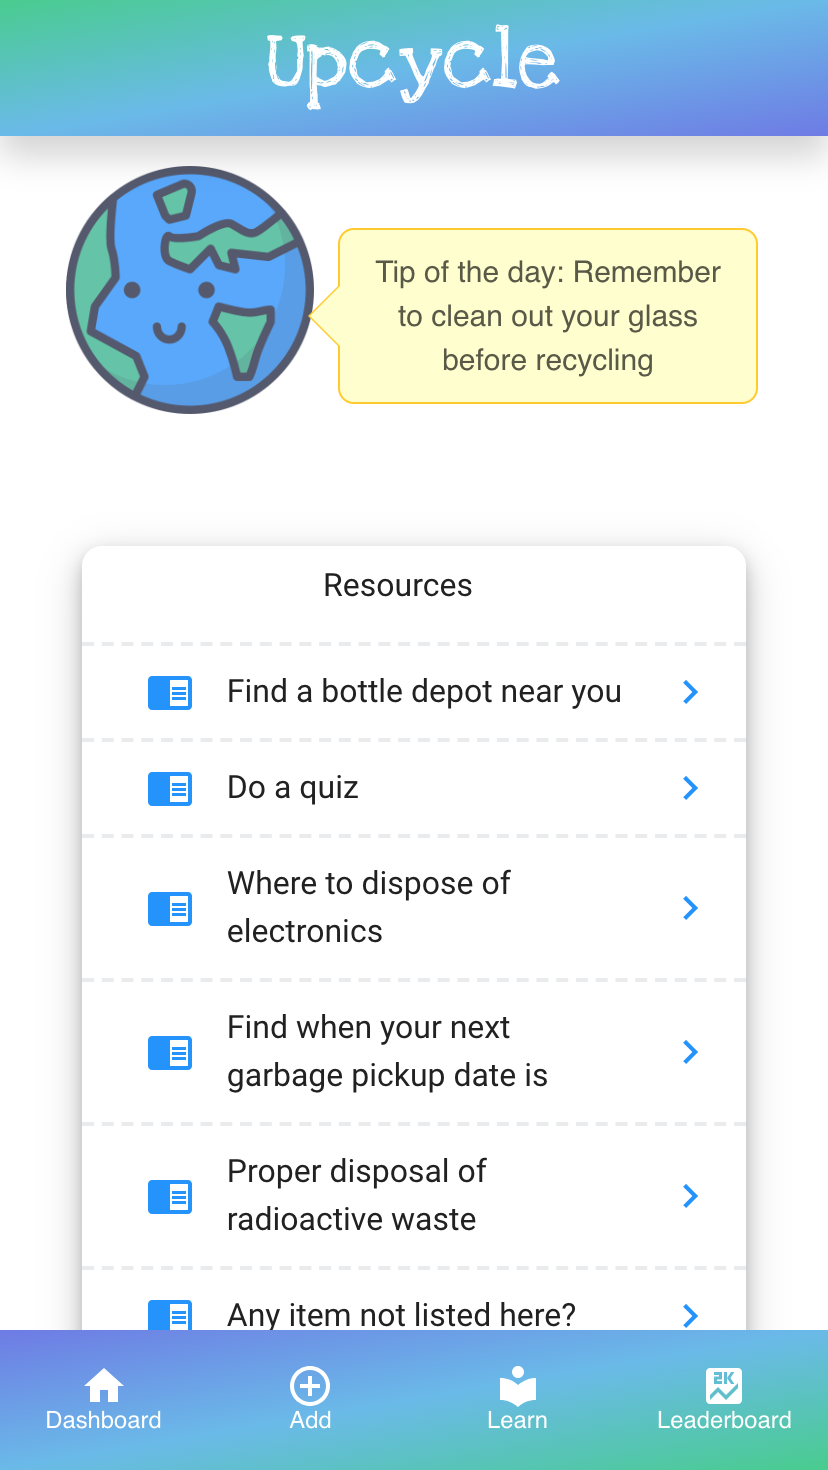 Upcycle
Tip of the day: Remember
to clean out your glass
before recycling
Resources
Find a bottle depot near you
Do a quiz
Where to dispose of
electronics
Find when your next
garbage pickup date is
Proper disposal of
radioactive waste
Any item not listed here?
2K
Dashboard Add Learn Leaderboard